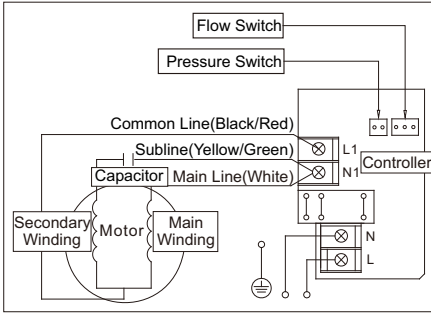 Flow Switch
Pressure Switch
Common Line(Black/Red)
L1
Subline(Yellow/Green)
Controller
Capacitor
Main Line(White)
N1
Secondary
Winding
Motor
Main
Winding
N
L